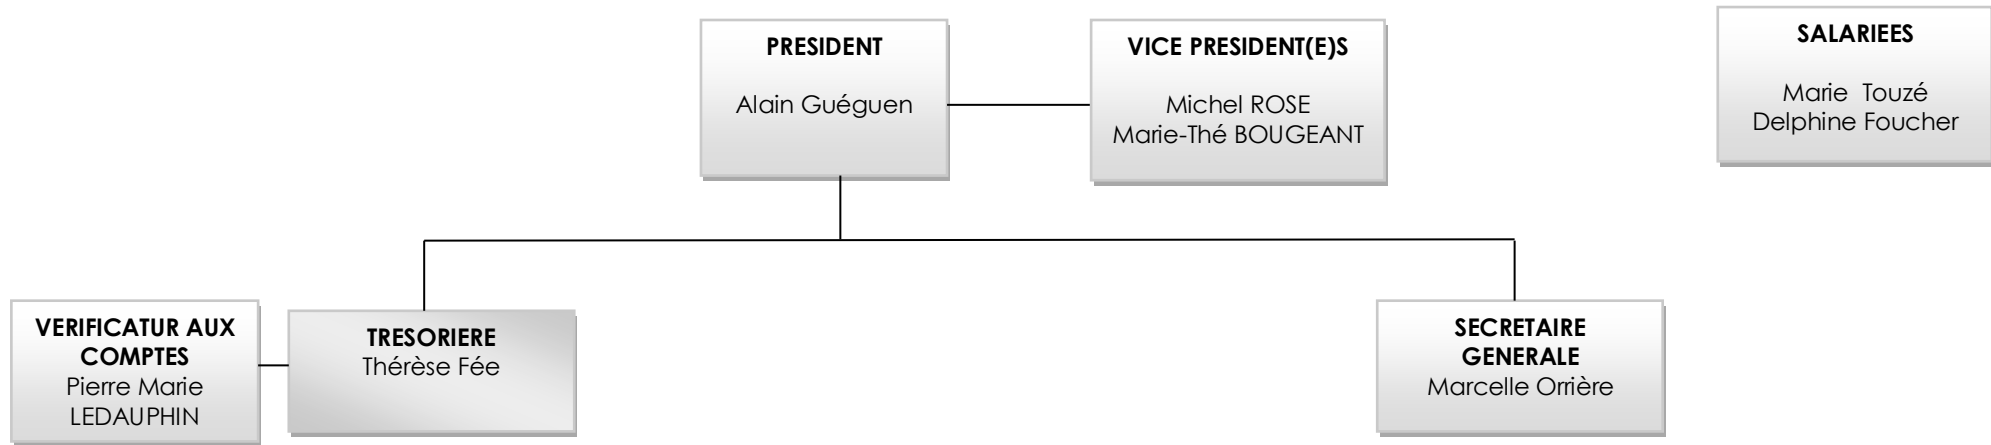 PRESIDENT
Alain Guéguen
VICE PRESIDENT(E)S
Michel ROSE
Marie-Thé BOUGEANT
SALARIEES
Marie Touzé
Delphine Foucher
VERIFICATUR AUX
COMPTES
Pierre Marie
LEDAUPHIN
TRESORIERE
Thérèse Fée
SECRETAIRE
GENERALE
Marcelle Orrière